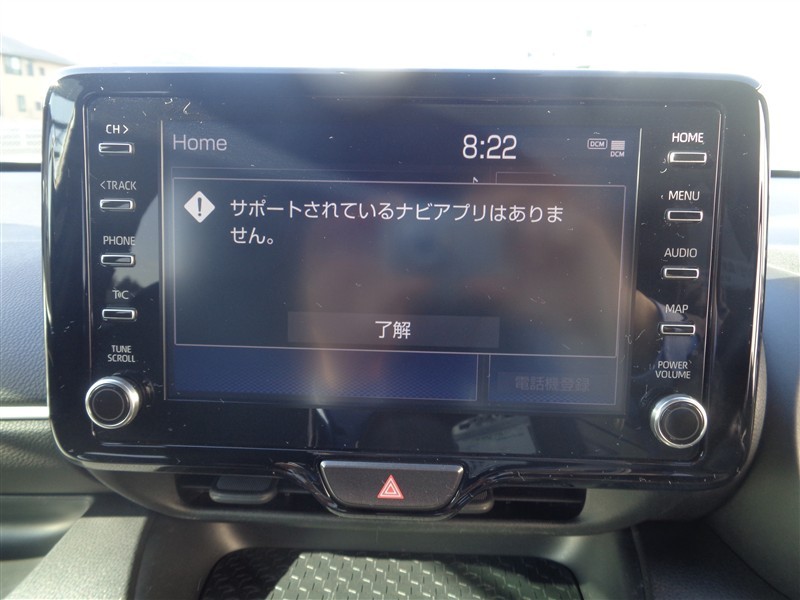 CH>
<TRACK
PHONE
T°C
TUNE
SCROLL
Home
8:22
DCM
DCM
サポートされているナビアプリはありま
せん。
了解
電話機登録
HOME
MENU
AUDIO
MAP
POWER
VOLUME